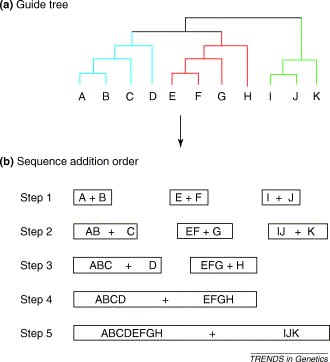 (a) Guide tree
A B C D E F G H I J K
(b) Sequence addition order
Step 1 A + B E + F I + J
Step 2 AB + C EF + G IJ + K
Step 3 ABC + D EFG + H
Step 4 ABCD + EFGH
Step 5 ABCDEFGH + IJK
TRENDS in Genetics